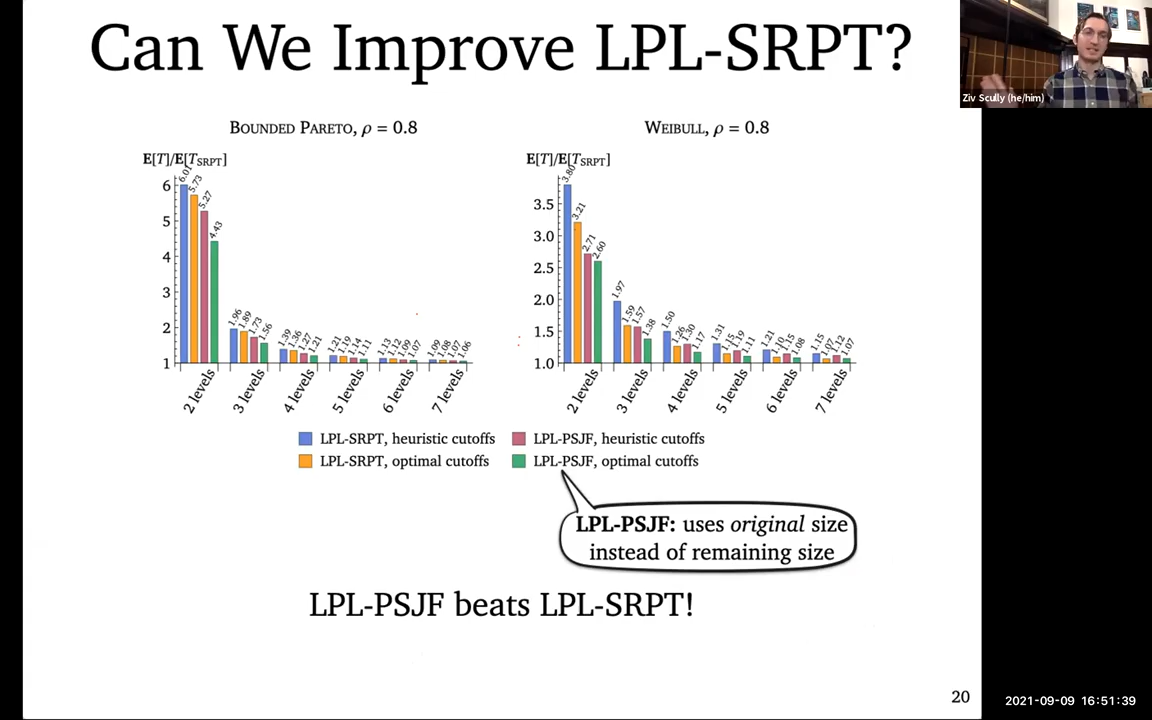 Can We Improve LPL-SRPT?
Ziv Scully (he/him)
BOUNDED PARETO, ρ = 0.8
E[T]/E[T_SRPT]
6
5
4
3
2
1
6.01
5.73
5.27
4.43
1.96
1.89
1.73
1.56
1.39
1.36
1.27
1.21
1.21
1.19
1.14
1.11
1.13
1.12
1.09
1.07
1.09
1.08
1.07
1.06
2 levels
3 levels
4 levels
5 levels
6 levels
7 levels
WEIBULL, ρ = 0.8
E[T]/E[T_SRPT]
3.5
3.0
2.5
2.0
1.5
1.0
3.80
3.21
2.71
2.60
1.97
1.59
1.57
1.38
1.50
1.26
1.30
1.17
1.31
1.15
1.19
1.11
1.21
1.10
1.15
1.08
1.15
1.07
1.12
1.07
2 levels
3 levels
4 levels
5 levels
6 levels
7 levels
LPL-SRPT, heuristic cutoffs
LPL-PSJF, heuristic cutoffs
LPL-SRPT, optimal cutoffs
LPL-PSJF, optimal cutoffs
LPL-PSJF: uses original size
instead of remaining size
LPL-PSJF beats LPL-SRPT!
20
2021-09-09 16:51:39